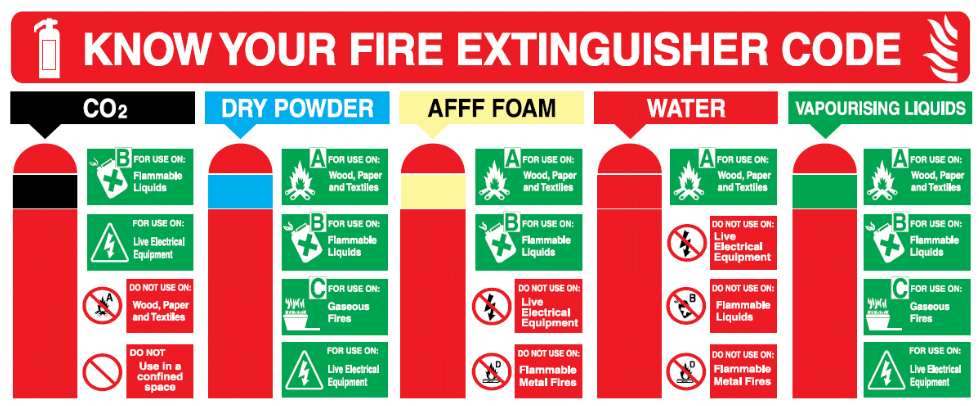 KNOW YOUR FIRE EXTINGUISHER CODE
CO2
B FOR USE ON:
Flammable
Liquids
FOR USE ON:
Live Electrical
Equipment
A DO NOT USE ON:
Wood, Paper
and Textiles
DO NOT
Use in a
confined
space
DRY POWDER
A FOR USE ON:
Wood, Paper
and Textiles
B FOR USE ON:
Flammable
Liquids
C FOR USE ON:
Gaseous
Fires
FOR USE ON:
Live Electrical
Equipment
AFFF FOAM
A FOR USE ON:
Wood, Paper
and Textiles
B FOR USE ON:
Flammable
Liquids
DO NOT USE ON:
Live
Electrical
Equipment
D DO NOT USE ON:
Flammable
Metal Fires
WATER
A FOR USE ON:
Wood, Paper
and Textiles
DO NOT USE ON:
Live
Electrical
Equipment
B DO NOT USE ON:
Flammable
Liquids
D DO NOT USE ON:
Flammable
Metal Fires
VAPOURISING LIQUIDS
A FOR USE ON:
Wood, Paper
and Textiles
B FOR USE ON:
Flammable
Liquids
C FOR USE ON:
Gaseous
Fires
FOR USE ON:
Live Electrical
Equipment